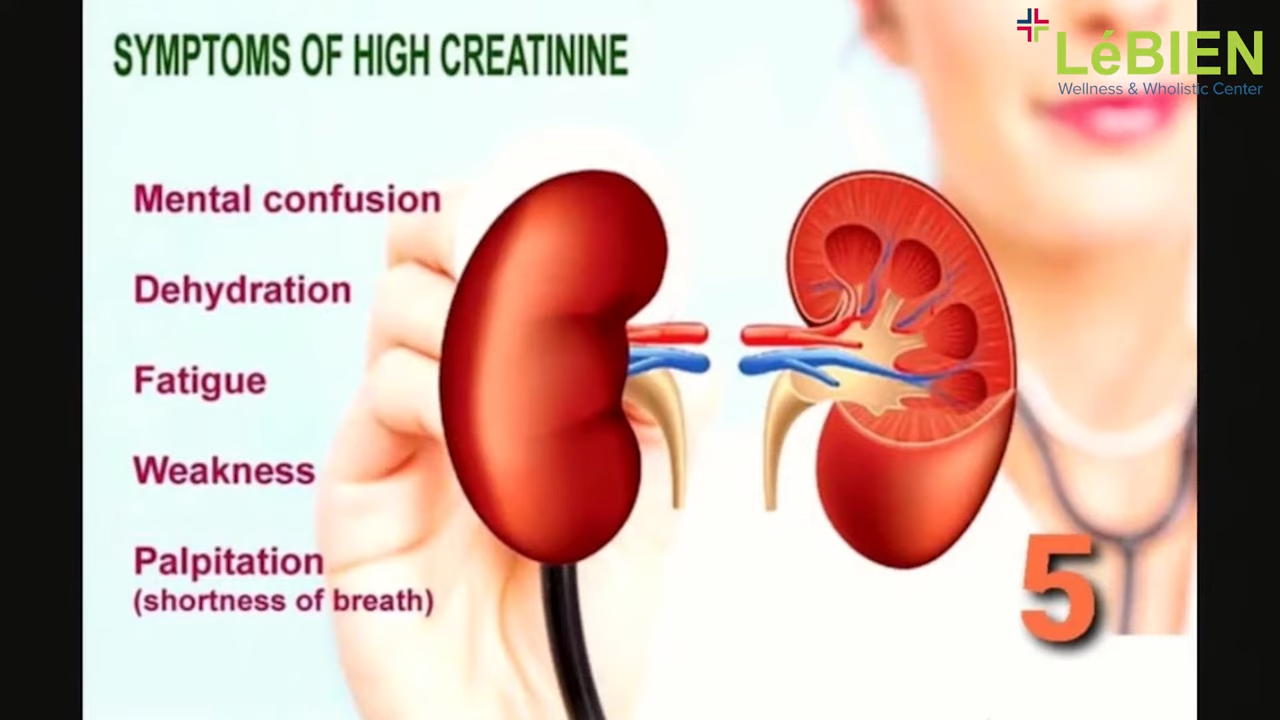 SYMPTOMS OF HIGH CREATININE
LéBIEN
Wellness & Wholistic Center
Mental confusion
Dehydration
Fatigue
Weakness
Palpitation
(shortness of breath)
5